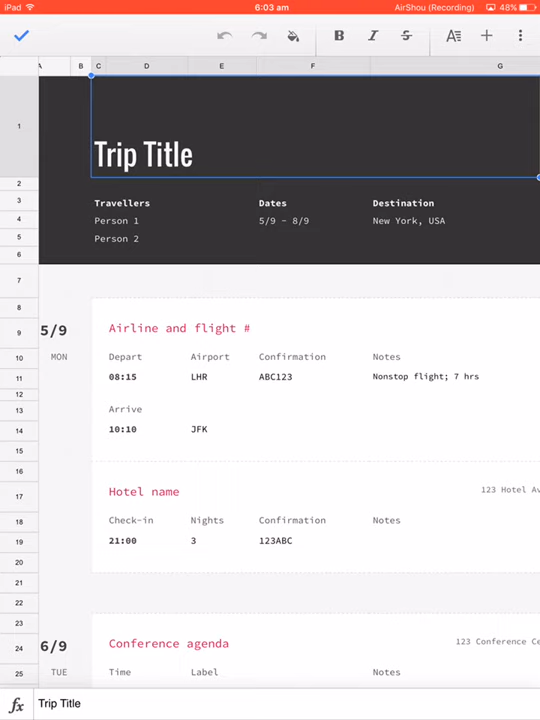 iPad 6:03 am AirShou (Recording) 48%
B I S A
A B C D E F G
1 Trip Title
2
3 Travellers Dates Destination
4 Person 1 5/9 - 8/9 New York, USA
5 Person 2
6
7
8
9 5/9 Airline and flight #
10 MON Depart Airport Confirmation Notes
11 08:15 LHR ABC123 Nonstop flight; 7 hrs
12
13 Arrive
14 10:10 JFK
15
16
17 Hotel name 123 Hotel Av
18 Check-in Nights Confirmation Notes
19 21:00 3 123ABC
20
21
22
23
24 6/9 Conference agenda 123 Conference Ce
25 TUE Time Label Notes
fx Trip Title